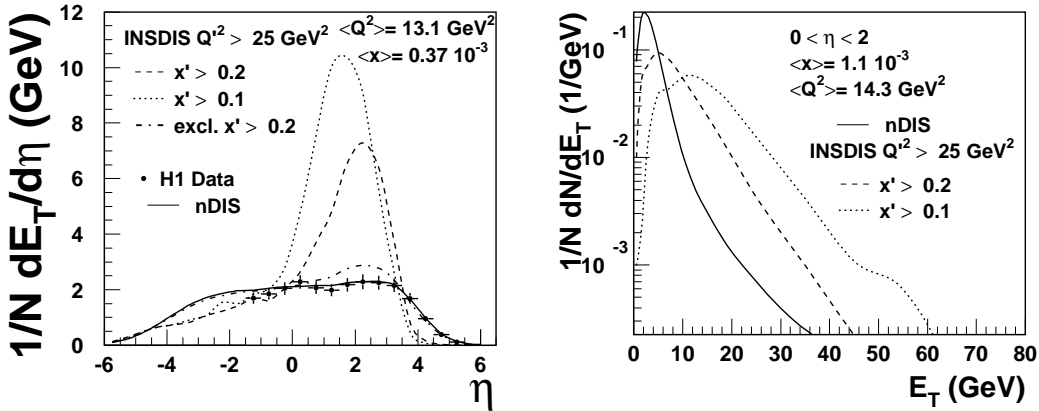 1/N dE_T/dη (GeV)
12
10
8
6
4
2
0
INSDIS Q'² > 25 GeV²
<Q²>= 13.1 GeV²
<x>= 0.37 10⁻³
x' > 0.2
x' > 0.1
excl. x' > 0.2
H1 Data
nDIS
-6 -4 -2 0 2 4 6
η
1/N dN/dE_T (1/GeV)
10⁻¹
10⁻²
10⁻³
0 < η < 2
<x>= 1.1 10⁻³
<Q²>= 14.3 GeV²
nDIS
INSDIS Q'² > 25 GeV²
x' > 0.2
x' > 0.1
0 10 20 30 40 50 60 70 80
E_T (GeV)